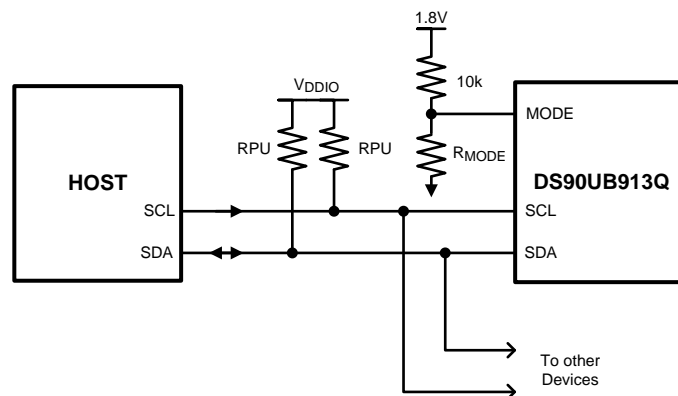 1.8V
10k
VDDIO
MODE
RPU
RPU
RMODE
HOST
DS90UB913Q
SCL
SCL
SDA
SDA
To other
Devices